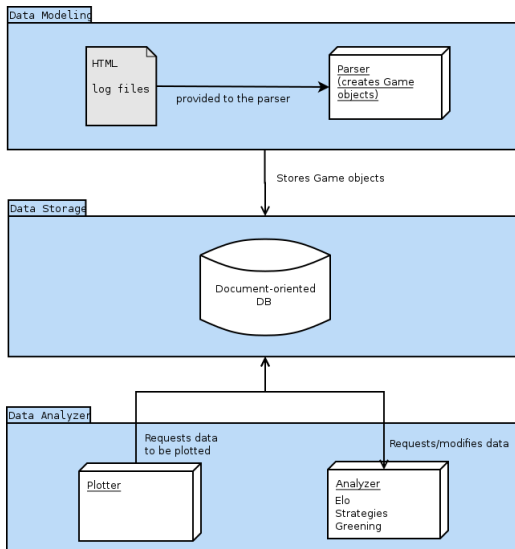 Data Modeling
HTML
log files
provided to the parser
Parser
(creates Game
objects)
Stores Game objects
Data Storage
Document-oriented
DB
Data Analyzer
Requests data
to be plotted
Requests/modifies data
Plotter
Analyzer
Elo
Strategies
Greening